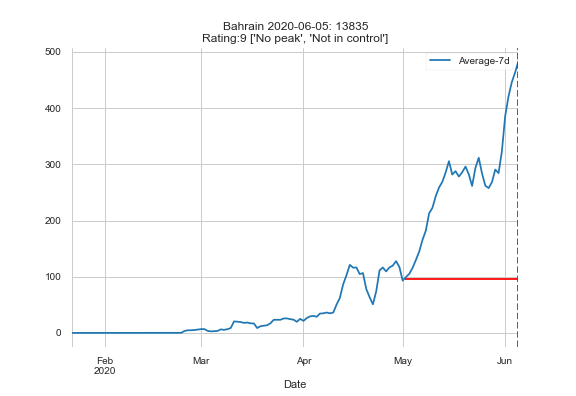 Bahrain 2020-06-05: 13835
Rating:9 ['No peak', 'Not in control']
Average-7d
500
400
300
200
100
0
Feb
2020
Mar
Apr
May
Jun
Date